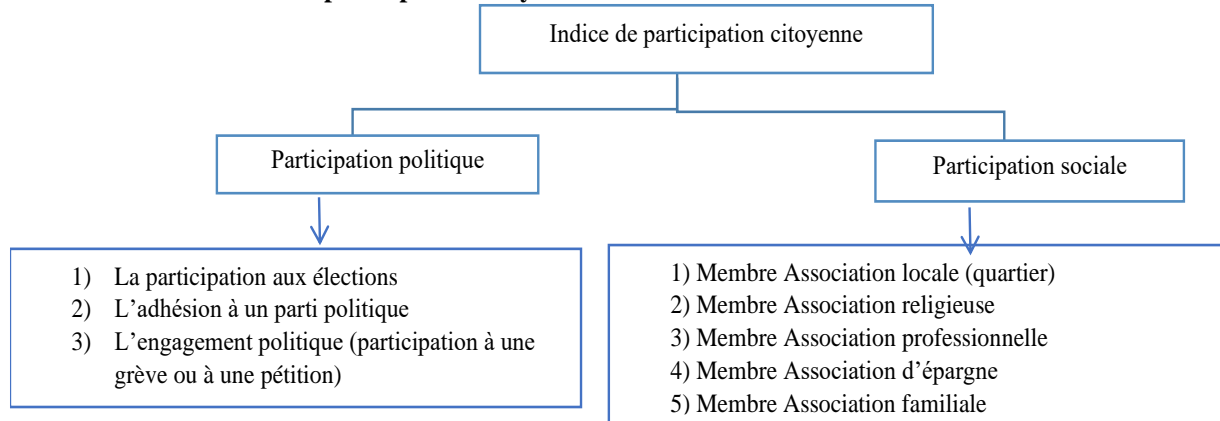 Indice de participation citoyenne
Participation politique
Participation sociale
1) La participation aux élections
2) L’adhésion à un parti politique
3) L’engagement politique (participation à une
grève ou à une pétition)
1) Membre Association locale (quartier)
2) Membre Association religieuse
3) Membre Association professionnelle
4) Membre Association d’épargne
5) Membre Association familiale